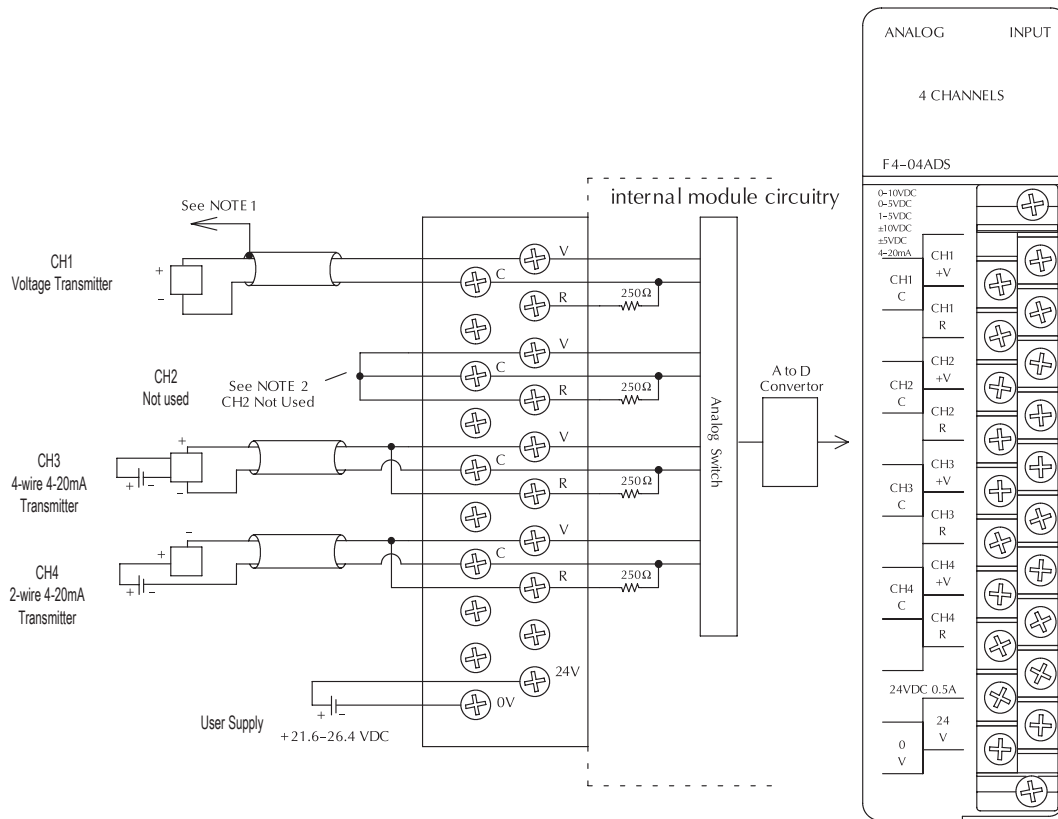 ANALOG INPUT
4 CHANNELS
F4-04ADS
internal module circuitry
0-10VDC
0-5VDC
1-5VDC
±10VDC
±5VDC
4-20mA
See NOTE 1
CH1
Voltage Transmitter
+
-
V
C
R
250Ω
CH2
Not used
See NOTE 2
CH2 Not Used
V
C
R
250Ω
CH3
4-wire 4-20mA
Transmitter
+
-
+
-
V
C
R
250Ω
CH4
2-wire 4-20mA
Transmitter
-
+
+
-
V
C
R
250Ω
24V
0V
User Supply
+
-
+21.6-26.4 VDC
Analog Switch
A to D
Convertor
CH1
+V
CH1
C
CH1
R
CH2
+V
CH2
C
CH2
R
CH3
+V
CH3
C
CH3
R
CH4
+V
CH4
C
CH4
R
24VDC 0.5A
24
V
0
V